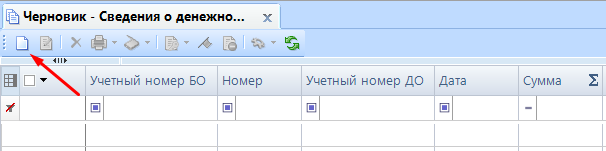 Черновик - Сведения о денежно...
Учетный номер БО Номер Учетный номер ДО Дата Сумма Σ